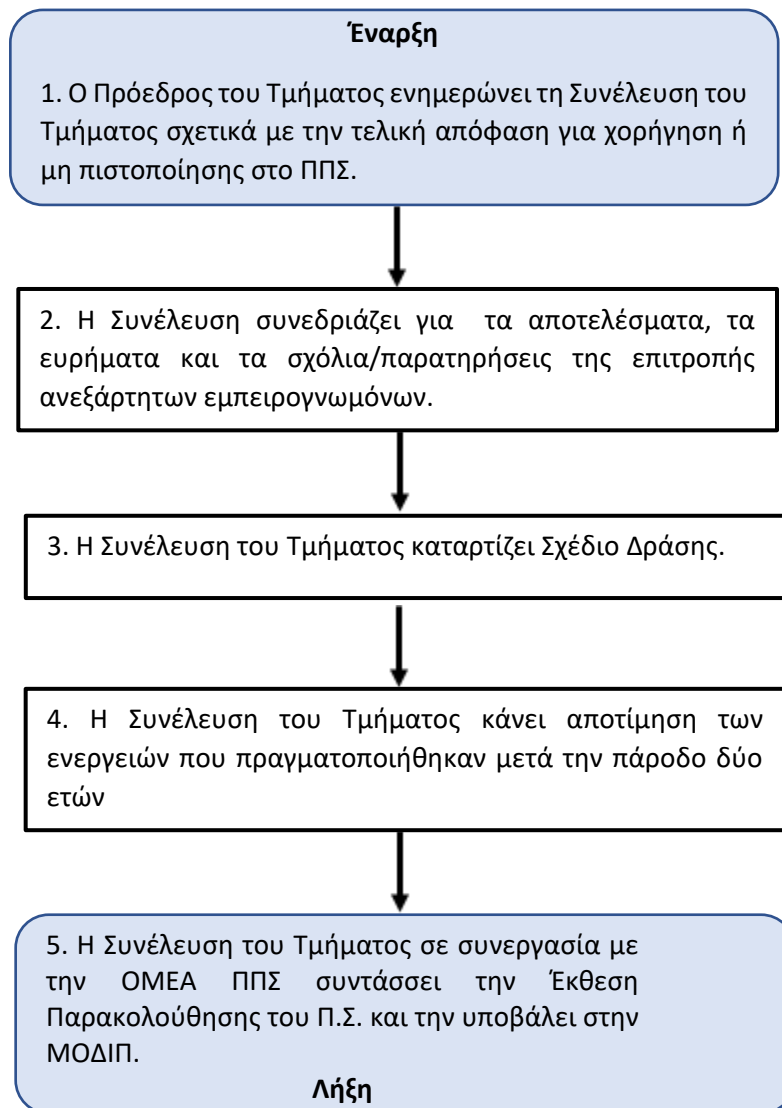 Έναρξη
1. Ο Πρόεδρος του Τμήματος ενημερώνει τη Συνέλευση του
Τμήματος σχετικά με την τελική απόφαση για χορήγηση ή
μη πιστοποίησης στο ΠΠΣ.
2. Η Συνέλευση συνεδριάζει για τα αποτελέσματα, τα
ευρήματα και τα σχόλια/παρατηρήσεις της επιτροπής
ανεξάρτητων εμπειρογνωμόνων.
3. Η Συνέλευση του Τμήματος καταρτίζει Σχέδιο Δράσης.
4. Η Συνέλευση του Τμήματος κάνει αποτίμηση των
ενεργειών που πραγματοποιήθηκαν μετά την πάροδο δύο
ετών
5. Η Συνέλευση του Τμήματος σε συνεργασία με
την ΟΜΕΑ ΠΠΣ συντάσσει την Έκθεση
Παρακολούθησης του Π.Σ. και την υποβάλει στην
ΜΟΔΙΠ.
Λήξη